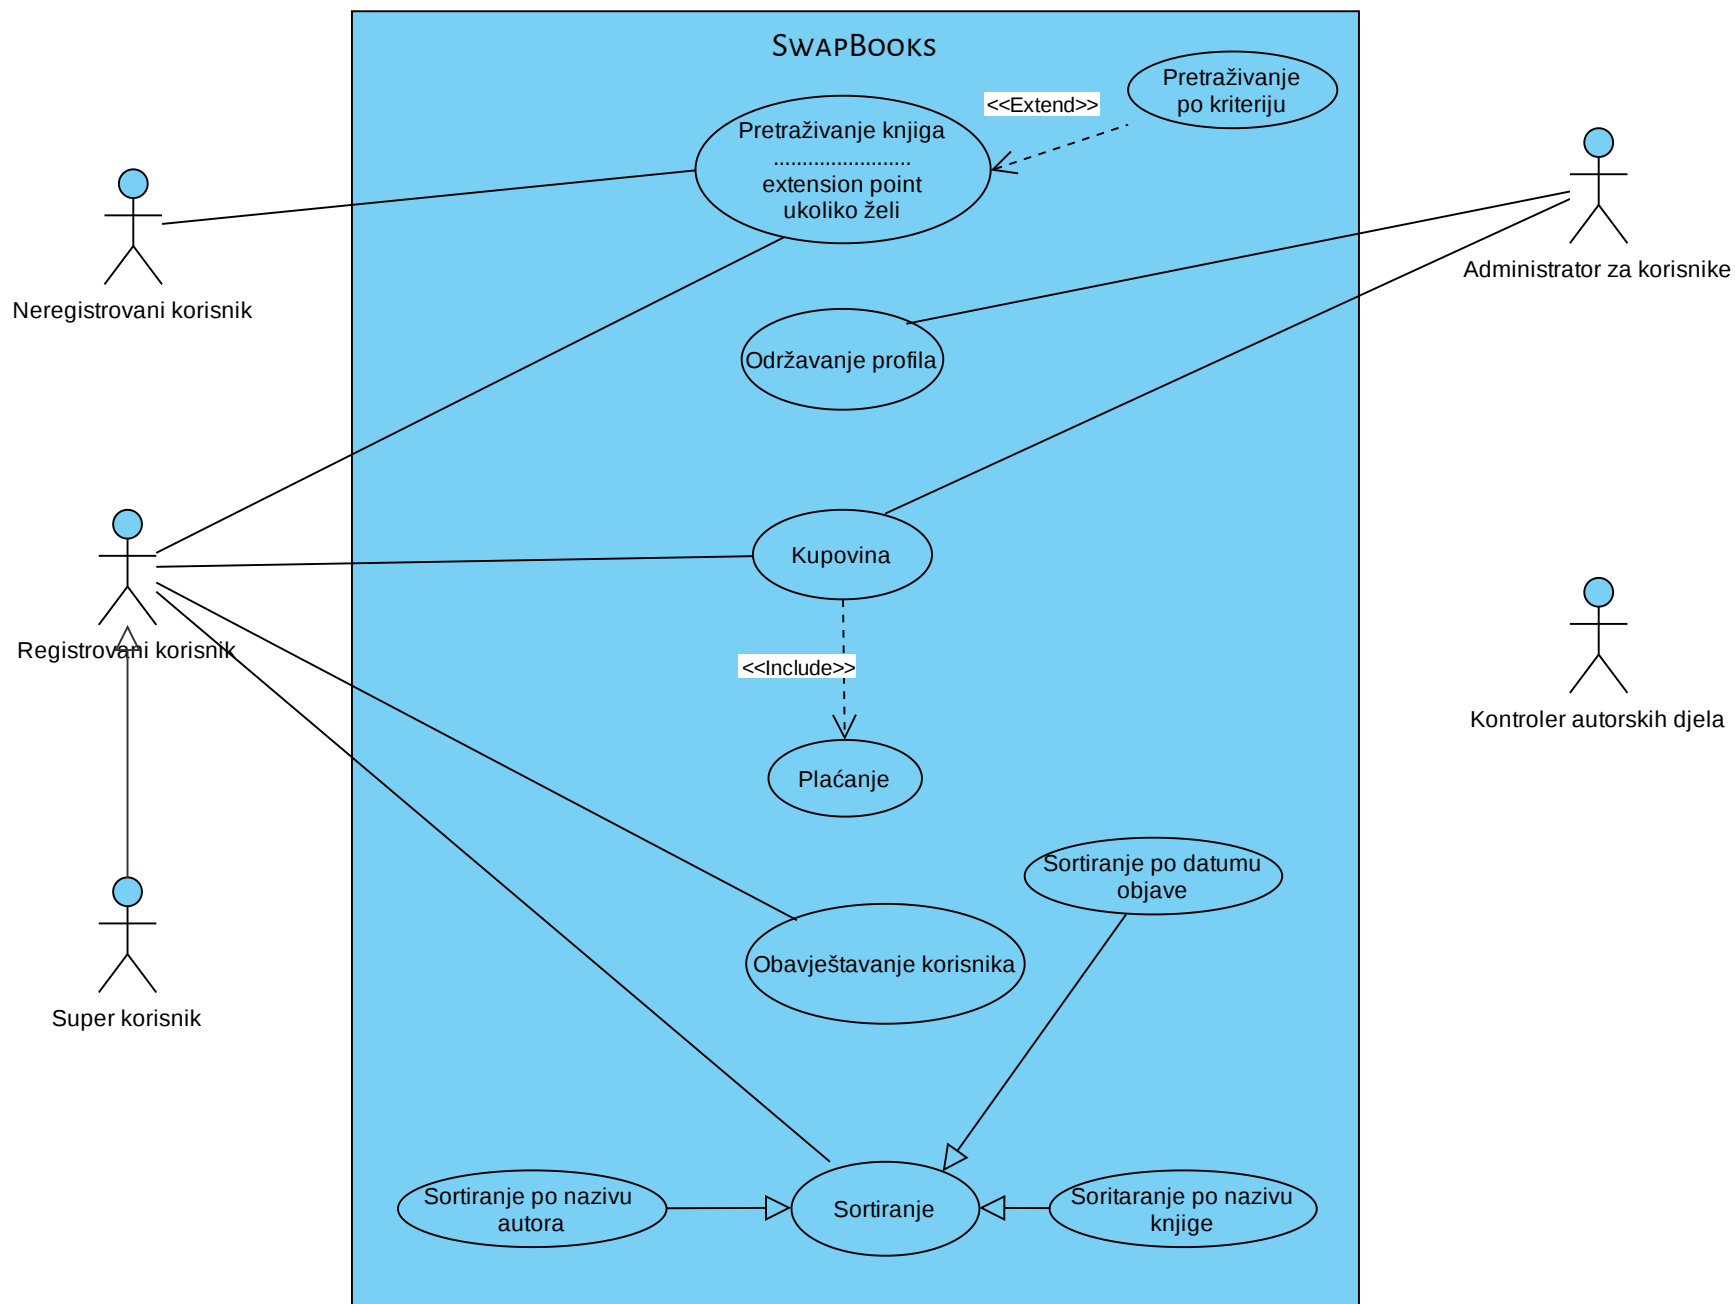 SwapBooks
Pretraživanje
po kriteriju
<<Extend>>
Pretraživanje knjiga
........................
extension point
ukoliko želi
Neregistrovani korisnik
Administrator za korisnike
Održavanje profila
Kupovina
Registrovani korisnik
<<Include>>
Kontroler autorskih djela
Plaćanje
Sortiranje po datumu
objave
Obavještavanje korisnika
Super korisnik
Sortiranje po nazivu
autora
Sortiranje
Soritaranje po nazivu
knjige